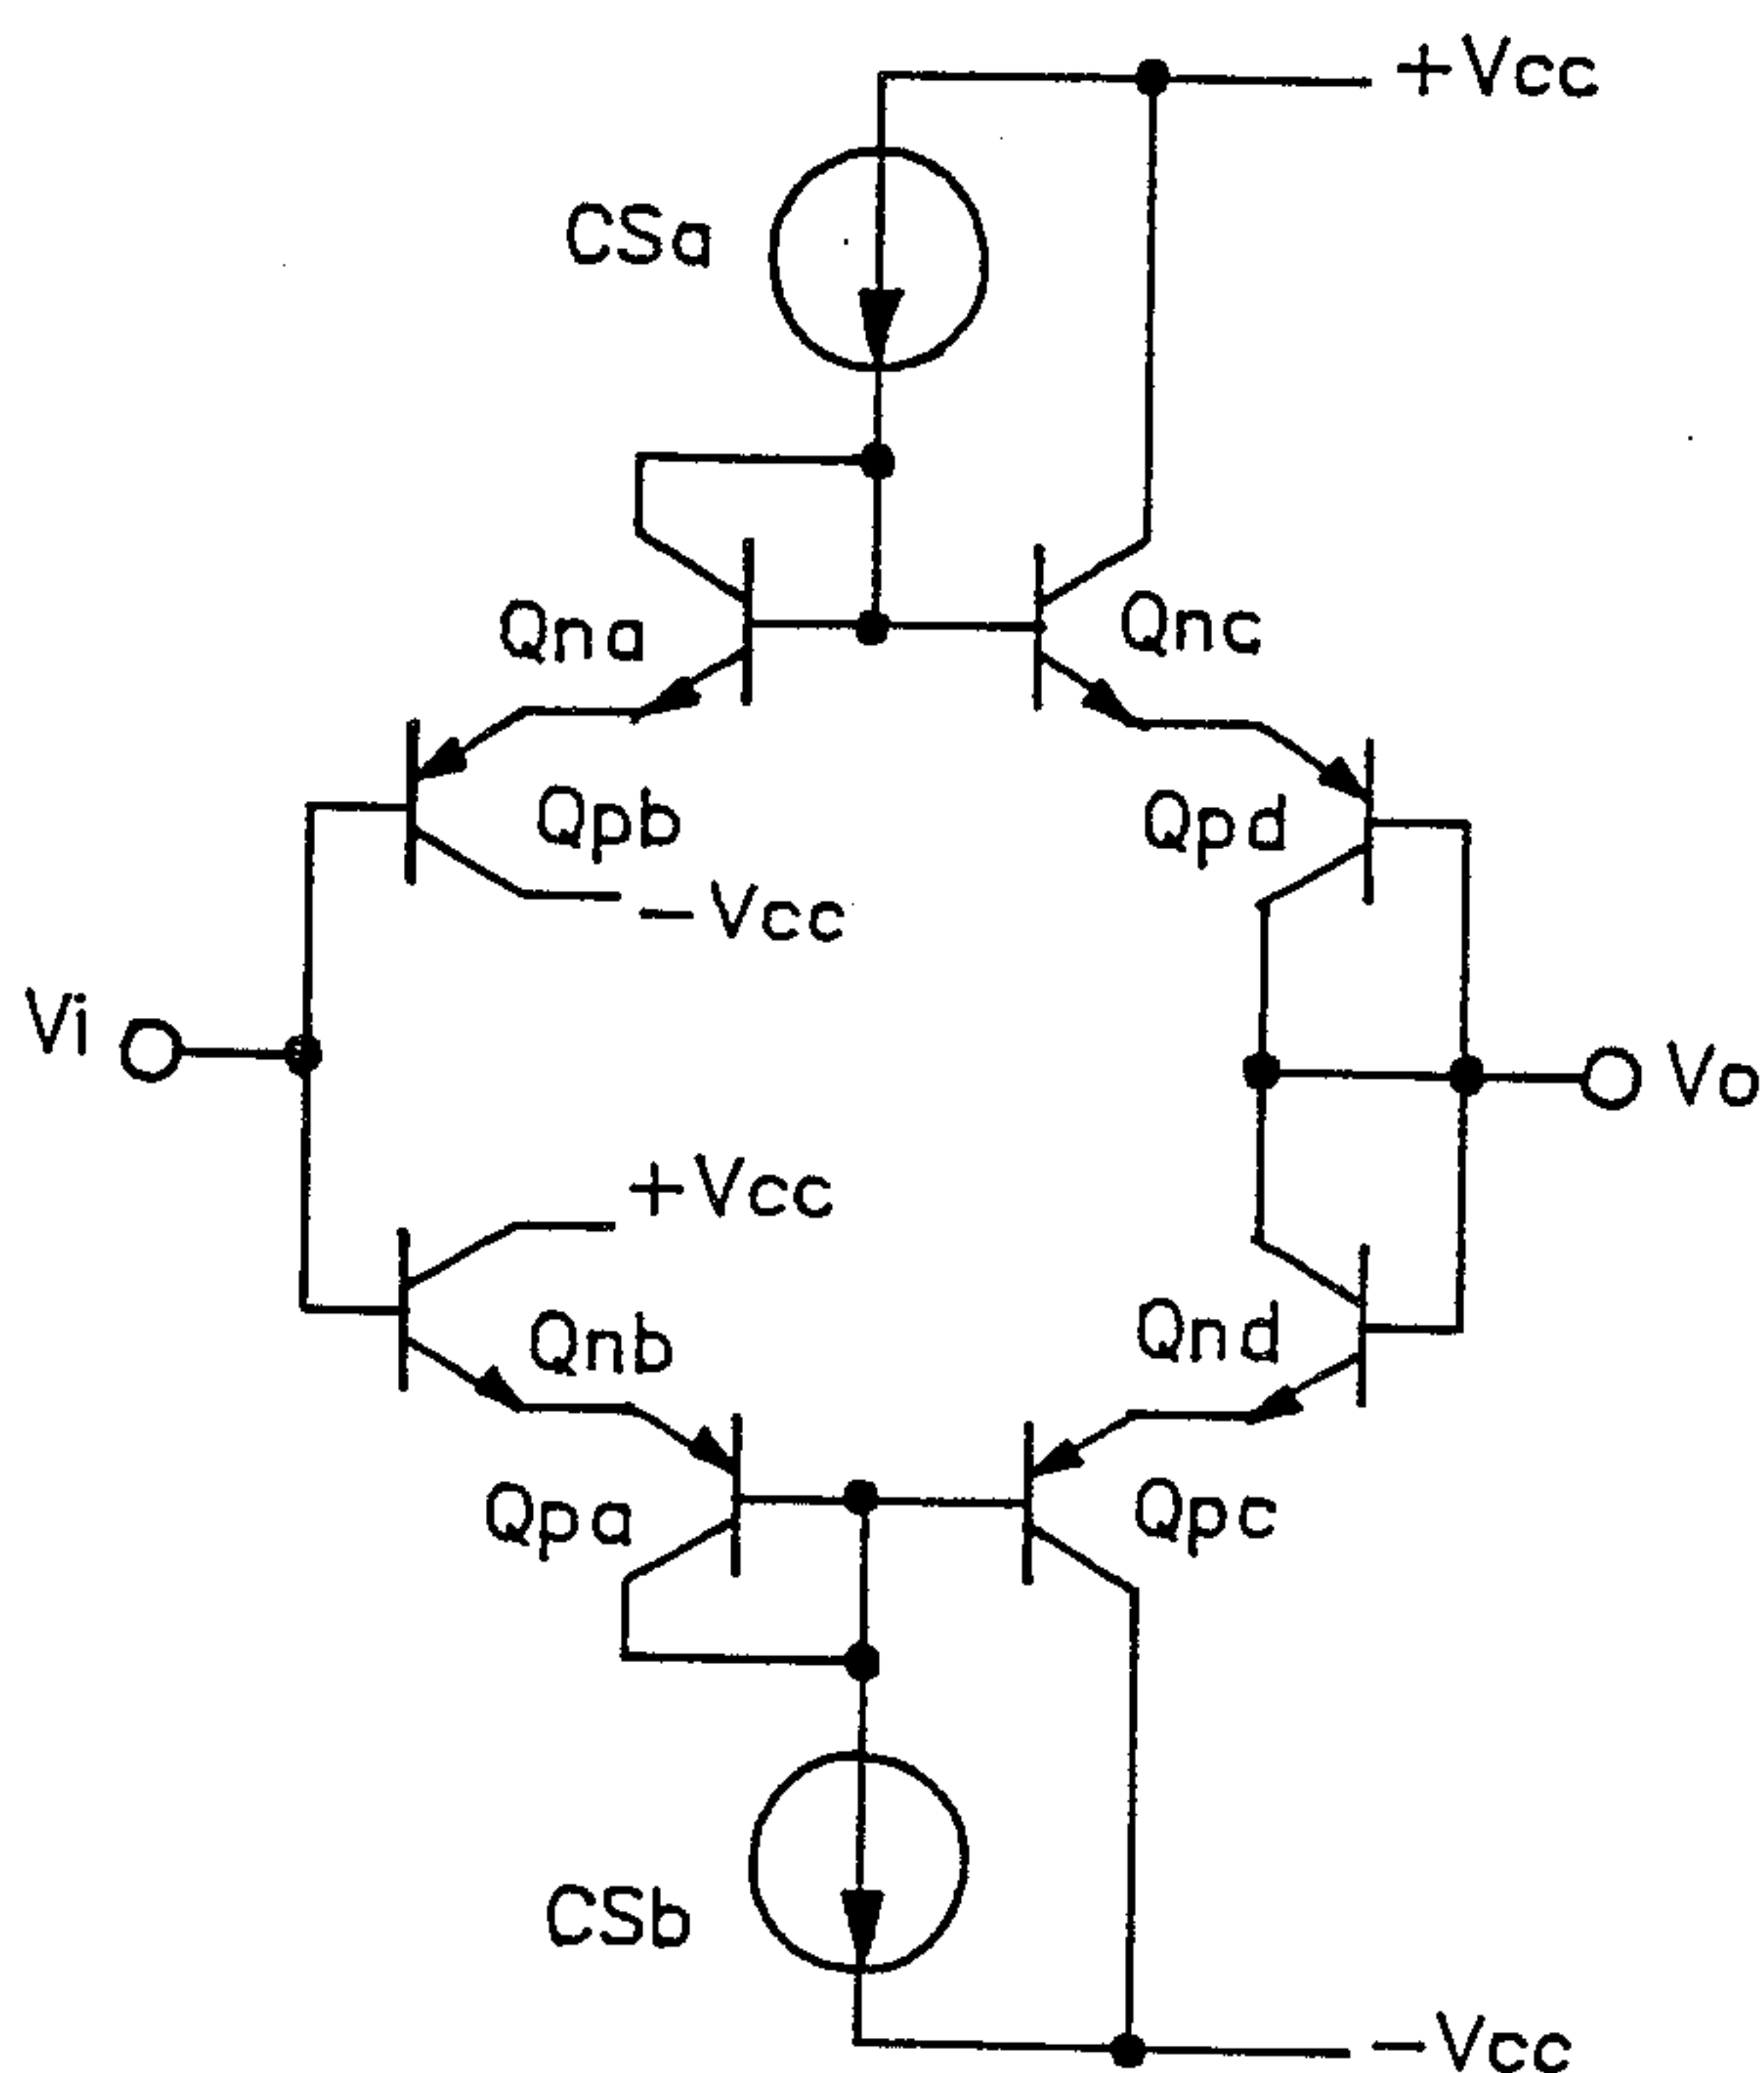 +Vcc
CSa
Qna
Qnc
Qpb
Qpd
-Vcc
Vi
Vo
+Vcc
Qnb
Qnd
Qpa
Qpc
CSb
-Vcc